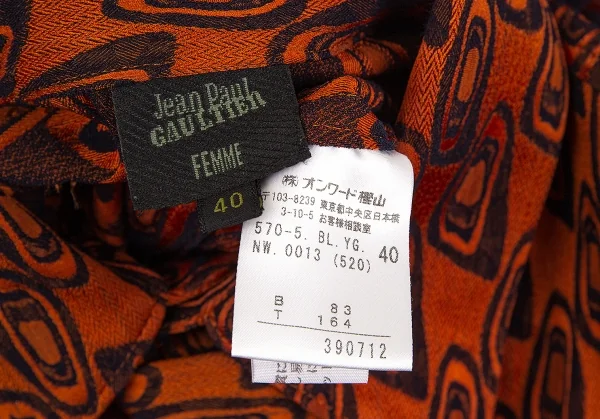 Jean Paul
GAULTIER
FEMME
40
(株)オンワード樫山
〒103-8239 東京都中央区日本橋
3-10-5 お客様相談室
570-5. BL.YG. 40
NW. 0013 (520)
B 83
T 164
390712